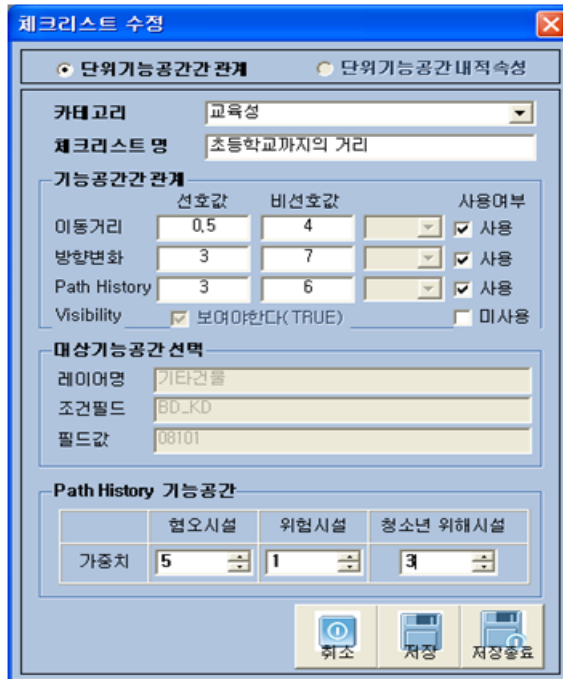 체크리스트 수정
단위기능공간간 관계 단위기능공간내적속성
카테고리 교육성
체크리스트 명 초등학교까지의 거리
기능공간간 관계
선호값 비선호값 사용여부
이동거리 0,5 4 사용
방향변화 3 7 사용
Path History 3 6 사용
Visibility 보여야한다(TRUE) 미사용
대상기능공간 선택
레이어명 기타건물
조건필드 BD_KD
필드값 08101
Path History 기능공간
혐오시설 위험시설 청소년 위해시설
가중치 5 1 3
취소 저장 저장종료